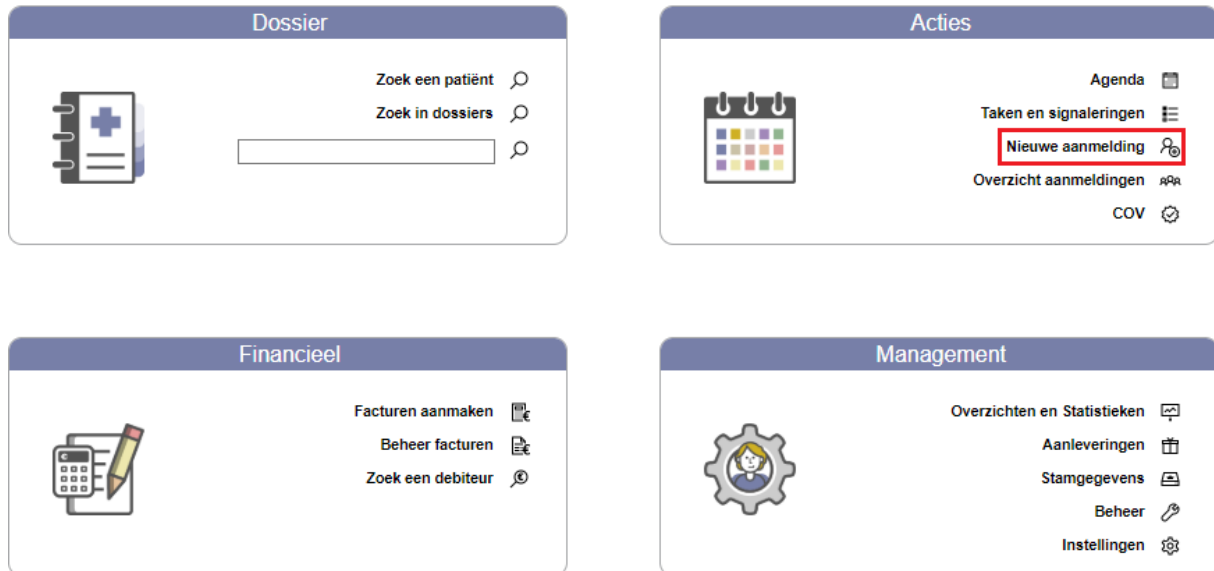 Dossier
Zoek een patiënt
Zoek in dossiers
Acties
Agenda
Taken en signaleringen
Nieuwe aanmelding
Overzicht aanmeldingen
COV
Financieel
Facturen aanmaken
Beheer facturen
Zoek een debiteur
Management
Overzichten en Statistieken
Aanleveringen
Stamgegevens
Beheer
Instellingen